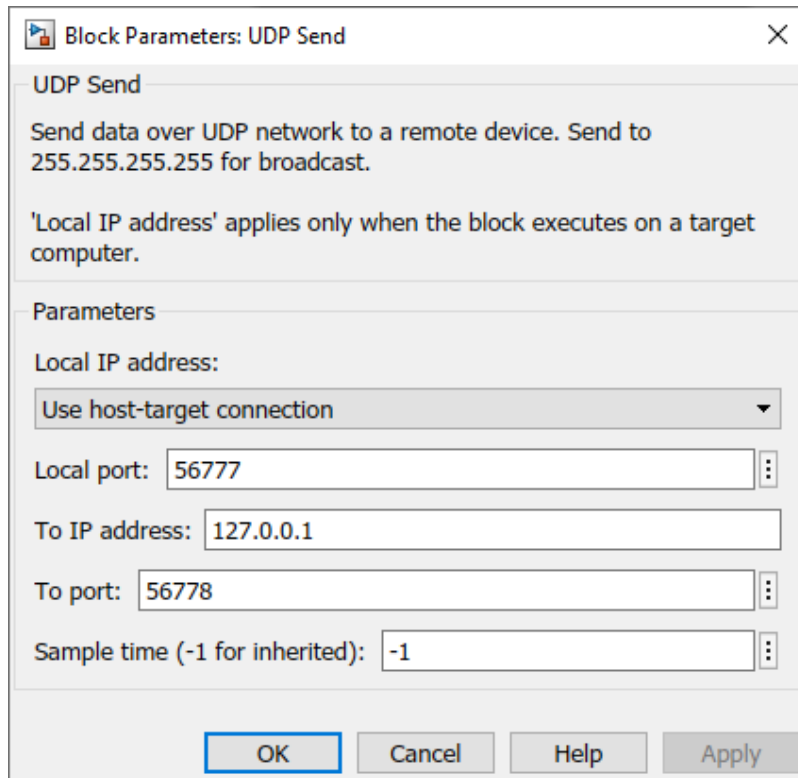 Block Parameters: UDP Send
UDP Send
Send data over UDP network to a remote device. Send to
255.255.255.255 for broadcast.
'Local IP address' applies only when the block executes on a target
computer.
Parameters
Local IP address:
Use host-target connection
Local port: 56777
To IP address: 127.0.0.1
To port: 56778
Sample time (-1 for inherited): -1
OK Cancel Help Apply